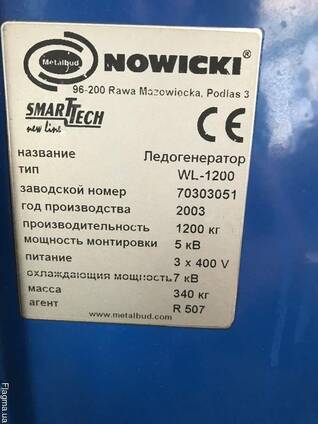 Metalbud NOWICKI®
96-200 Rawa Mazowiecka, Podlas 3
SMARTTECH
new line
CE
название Ледогенератор
тип WL-1200
заводской номер 70303051
год производства 2003
производительность 1200 кг
мощность монтировки 5 кВ
питание 3 x 400 V
охлаждающий мощность 7 кВ
масса 340 кг
агент R 507
www.metalbud.com
Flagma.ua